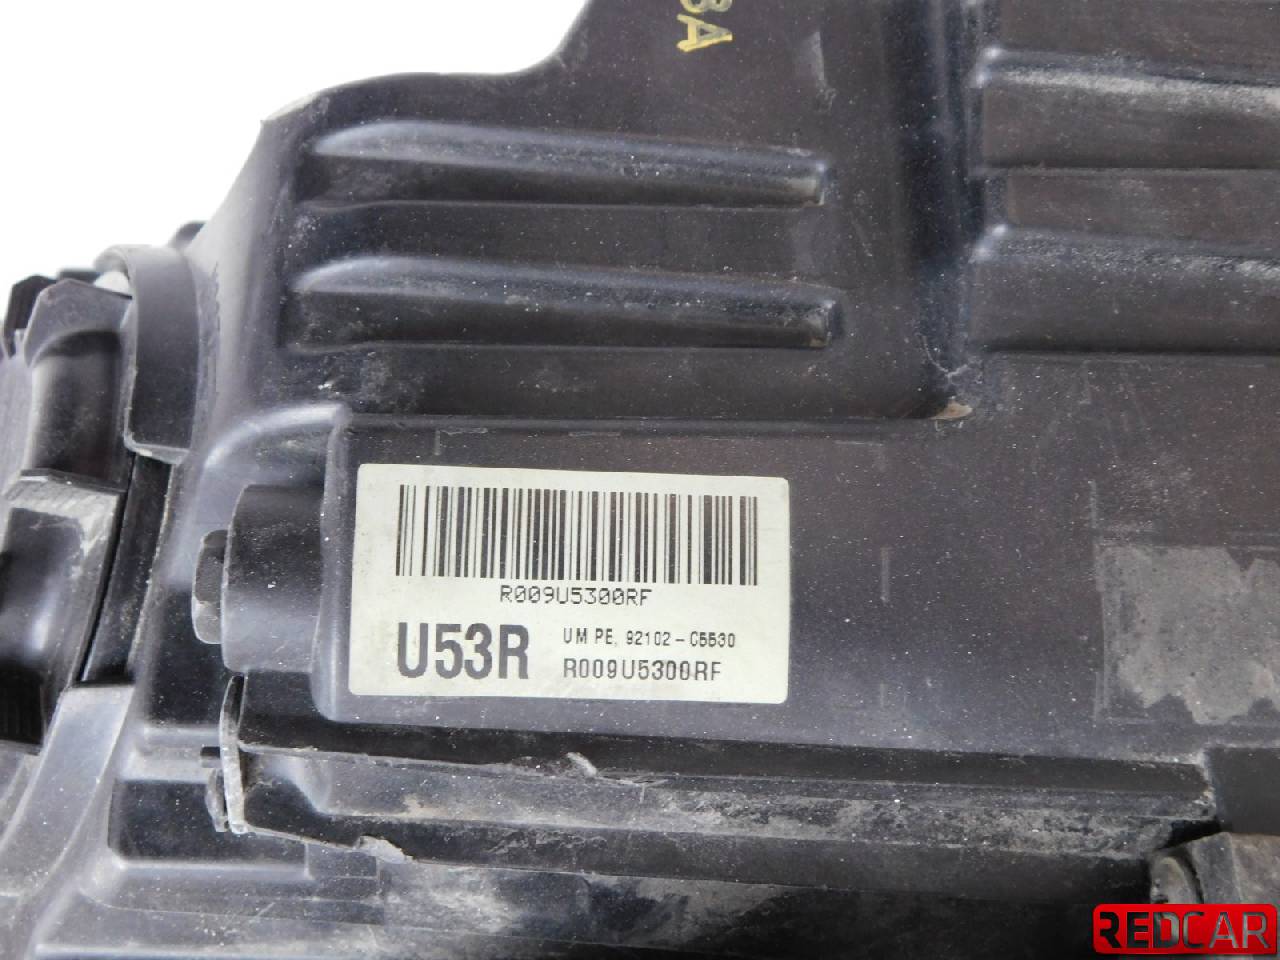 R009U5300RF
U53R
UM PE, 92102-C5530
R009U5300RF
REDCAR